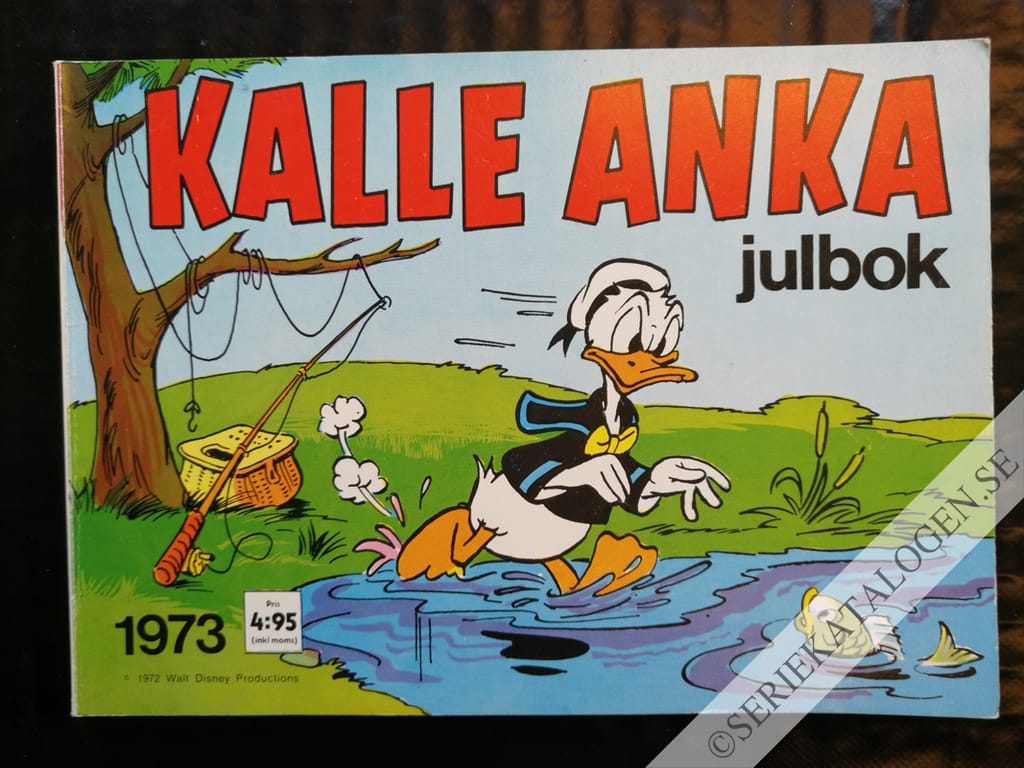 KALLE ANKA
julbok
1973
Pris
4:95
(inkl moms)
© 1972 Walt Disney Productions
© SERIEKATALOGEN.SE